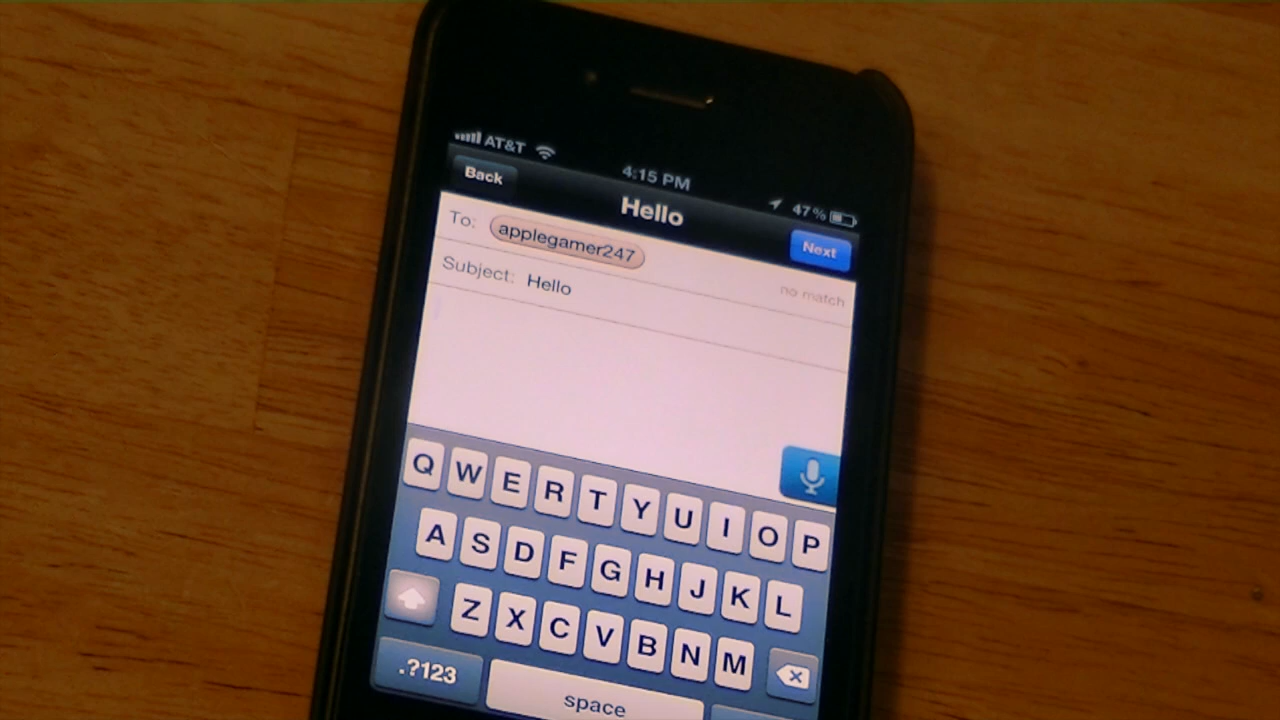 AT&T 4:15 PM 47%
Back Hello Next
To: applegamer247
no match
Subject: Hello
Q W E R T Y U I O P
A S D F G H J K L
Z X C V B N M
.?123 space